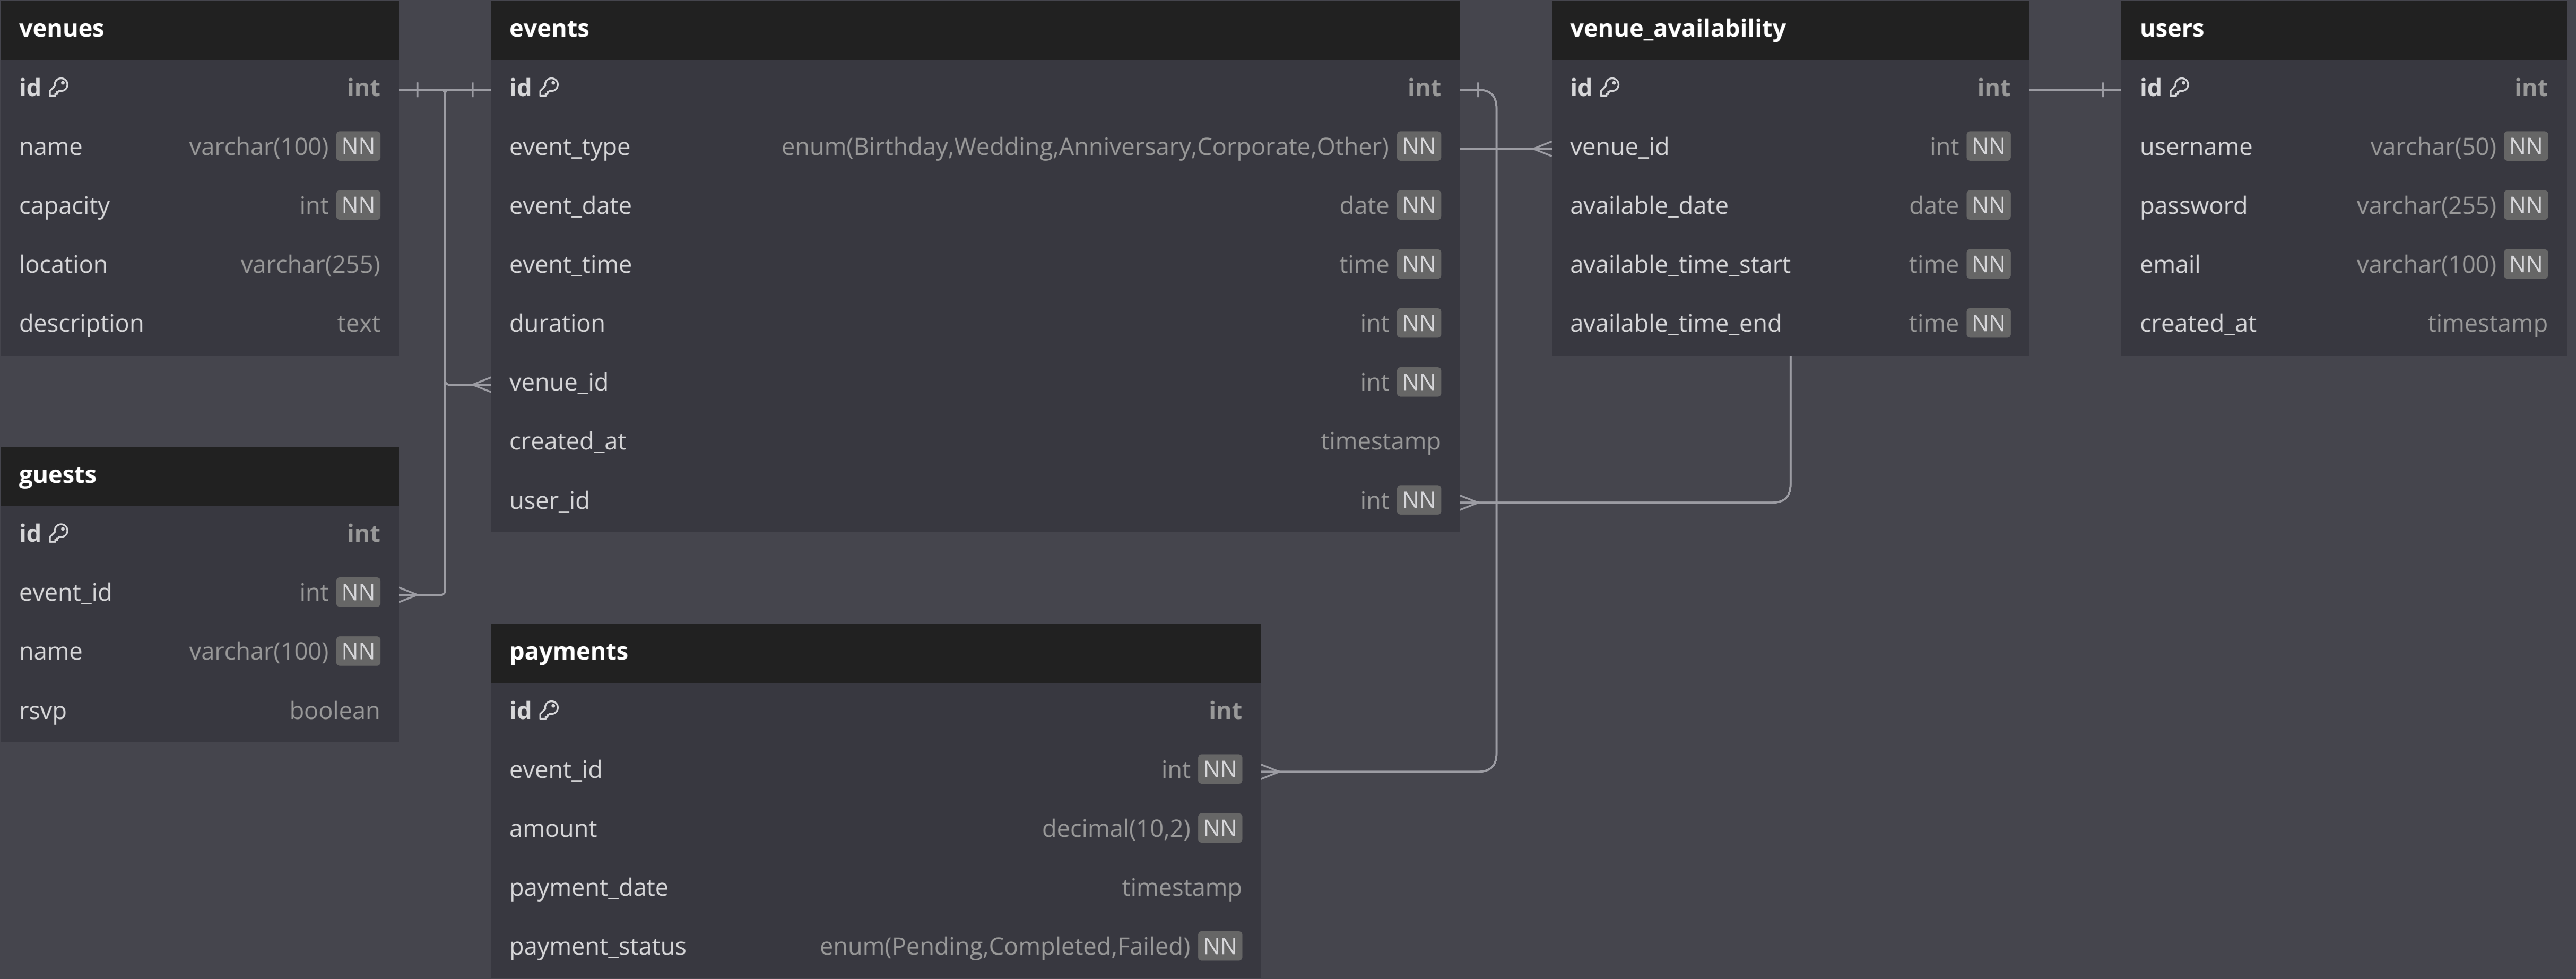 venues
id int
name varchar(100) NN
capacity int NN
location varchar(255)
description text
events
id int
event_type enum(Birthday,Wedding,Anniversary,Corporate,Other) NN
event_date date NN
event_time time NN
duration int NN
venue_id int NN
created_at timestamp
user_id int NN
venue_availability
id int
venue_id int NN
available_date date NN
available_time_start time NN
available_time_end time NN
users
id int
username varchar(50) NN
password varchar(255) NN
email varchar(100) NN
created_at timestamp
guests
id int
event_id int NN
name varchar(100) NN
rsvp boolean
payments
id int
event_id int NN
amount decimal(10,2) NN
payment_date timestamp
payment_status enum(Pending,Completed,Failed) NN